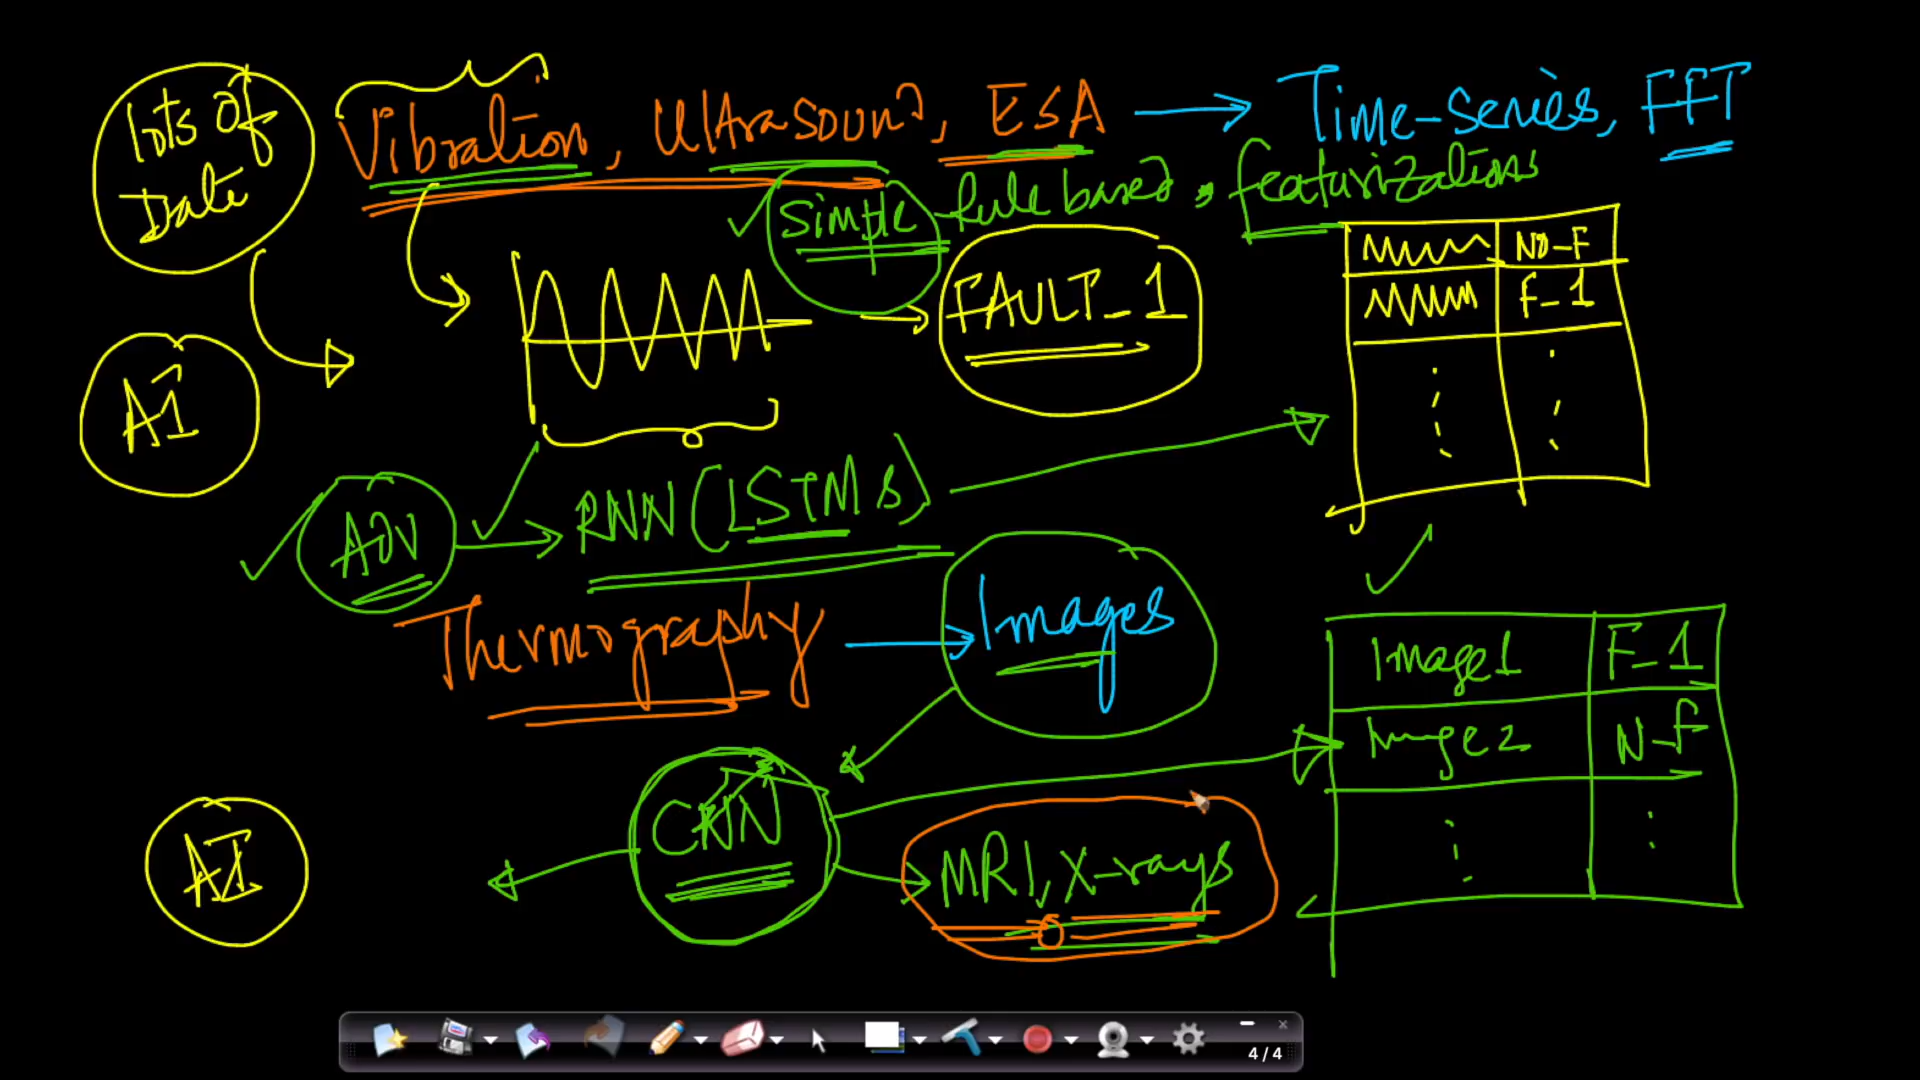 lots of
Data
Vibration, Ultrasound, ESA → Time-series, FFT
simple rule based, featurizations
FAULT_1
NO-F
F-1
AI
ADV → RNN (LSTMs)
Thermography → Images
Image1 F-1
Image2 N-F
CNN
MRI, X-rays
AI
4/4